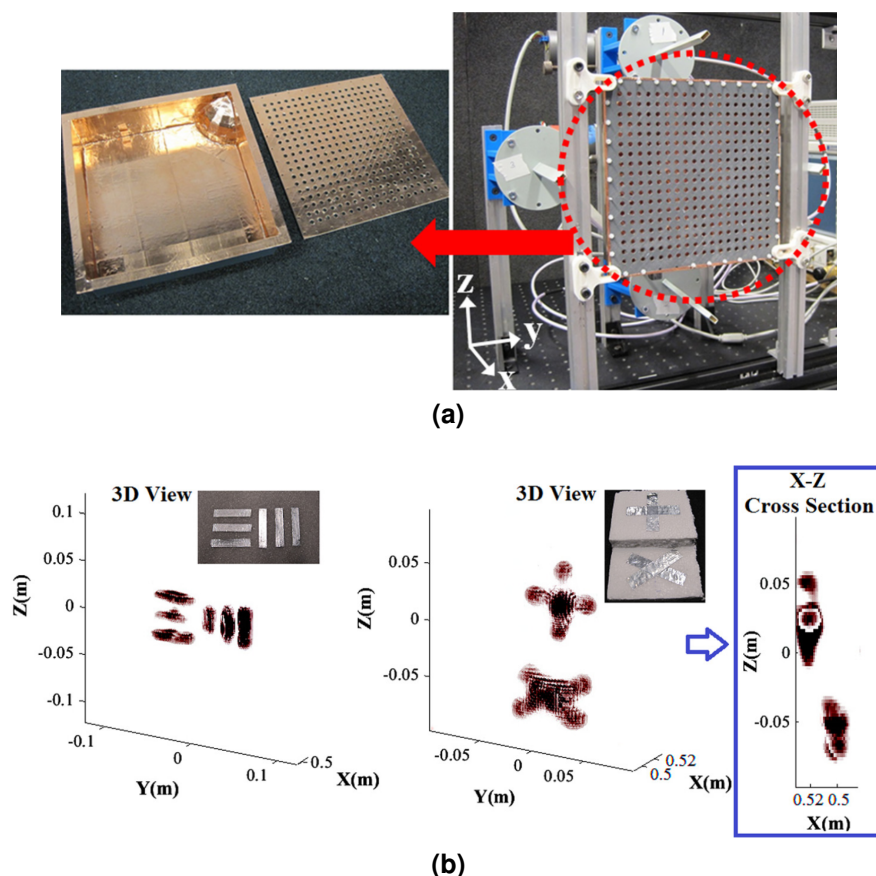 z
y
x
(a)
3D View
0.1
0.05
0
-0.05
-0.1
Z(m)
-0.1
0
0.1
Y(m)
0.5
X(m)
3D View
0.05
0
-0.05
Z(m)
-0.05
0
0.05
Y(m)
0.52
0.5
X(m)
X-Z
Cross Section
0.05
0
-0.05
Z(m)
0.52 0.5
X(m)
(b)